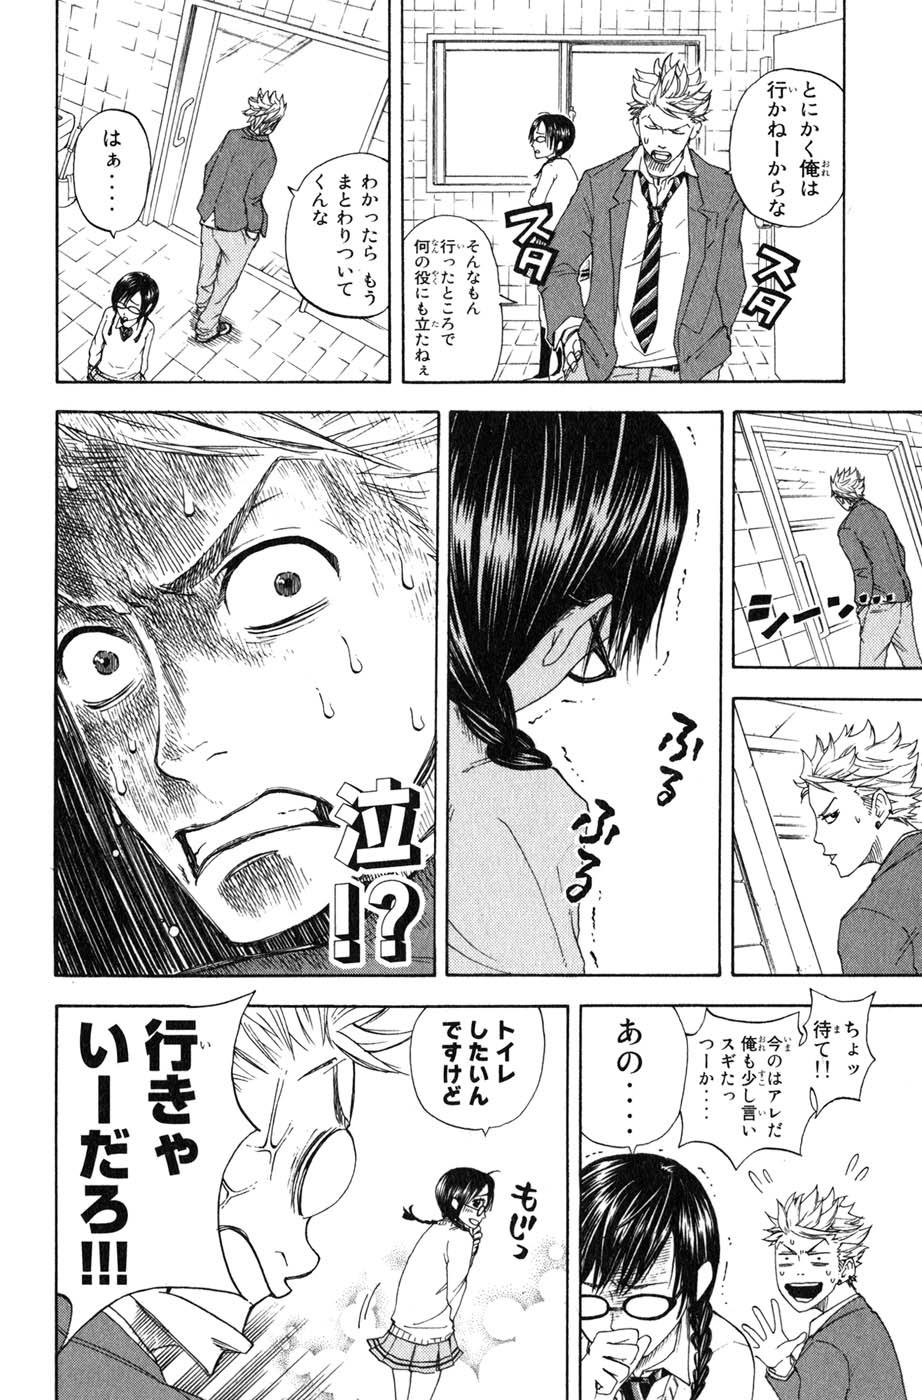 とにかく俺は
行かねーからな
スタ
スタ
そんなもん
行ったところで
何の役にも立たねぇ
わかったら もう
まとわりついて
くんな
はぁ・・・・
シーン・・・・
ふる
ふる
泣!?
ちょッ
待て!!
今のはアレだ
俺も少し言い
スギたっ
つーか・・・・
あの・・・・
トイレ
したいん
ですけど
もじっ
行きゃ
いーだろ!!!